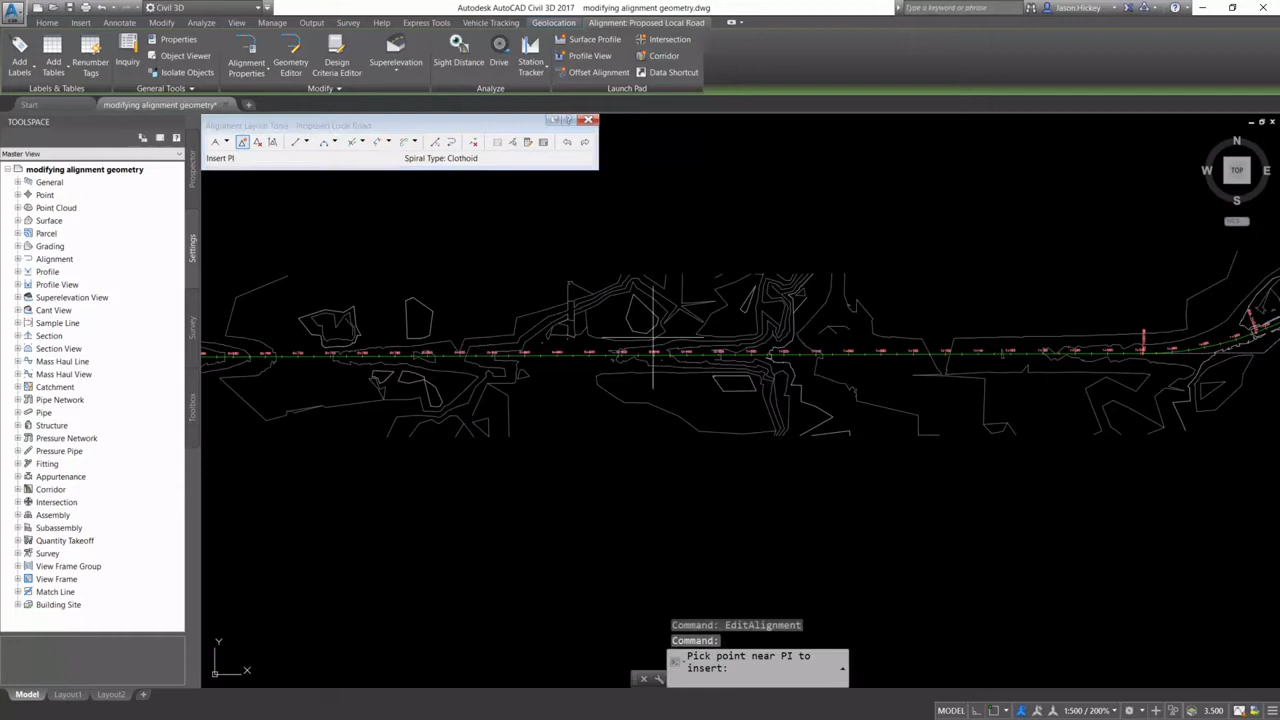 Civil 3D
Autodesk AutoCAD Civil 3D 2017 modifying alignment geometry.dwg
Type a keyword or phrase
Jason.Hickey
Home Insert Annotate Modify Analyze View Manage Output Survey Express Tools Vehicle Tracking Geolocation Alignment: Proposed Local Road
Add Labels
Add Tables
Renumber Tags
Inquiry
Properties
Object Viewer
Isolate Objects
Alignment Properties
Geometry Editor
Design Criteria Editor
Superelevation
Sight Distance
Drive
Station Tracker
Surface Profile
Profile View
Offset Alignment
Intersection
Corridor
Data Shortcut
Labels & Tables General Tools Modify Analyze Launch Pad
Start modifying alignment geometry*
TOOLSPACE
Master View
modifying alignment geometry
General
Point
Point Cloud
Surface
Parcel
Grading
Alignment
Profile
Profile View
Superelevation View
Cant View
Sample Line
Section
Section View
Mass Haul Line
Mass Haul View
Catchment
Pipe Network
Pipe
Structure
Pressure Network
Pressure Pipe
Fitting
Appurtenance
Corridor
Intersection
Assembly
Subassembly
Quantity Takeoff
Survey
View Frame Group
View Frame
Match Line
Building Site
Prospector
Settings
Survey
Toolbox
Alignment Layout Tools - Proposed Local Road
Insert PI Spiral Type: Clothoid
N
W TOP E
S
WCS
Y
X
Command: EditAlignment
Command:
Pick point near PI to
insert:
Model Layout1 Layout2
MODEL 1:500 / 200% 3.500